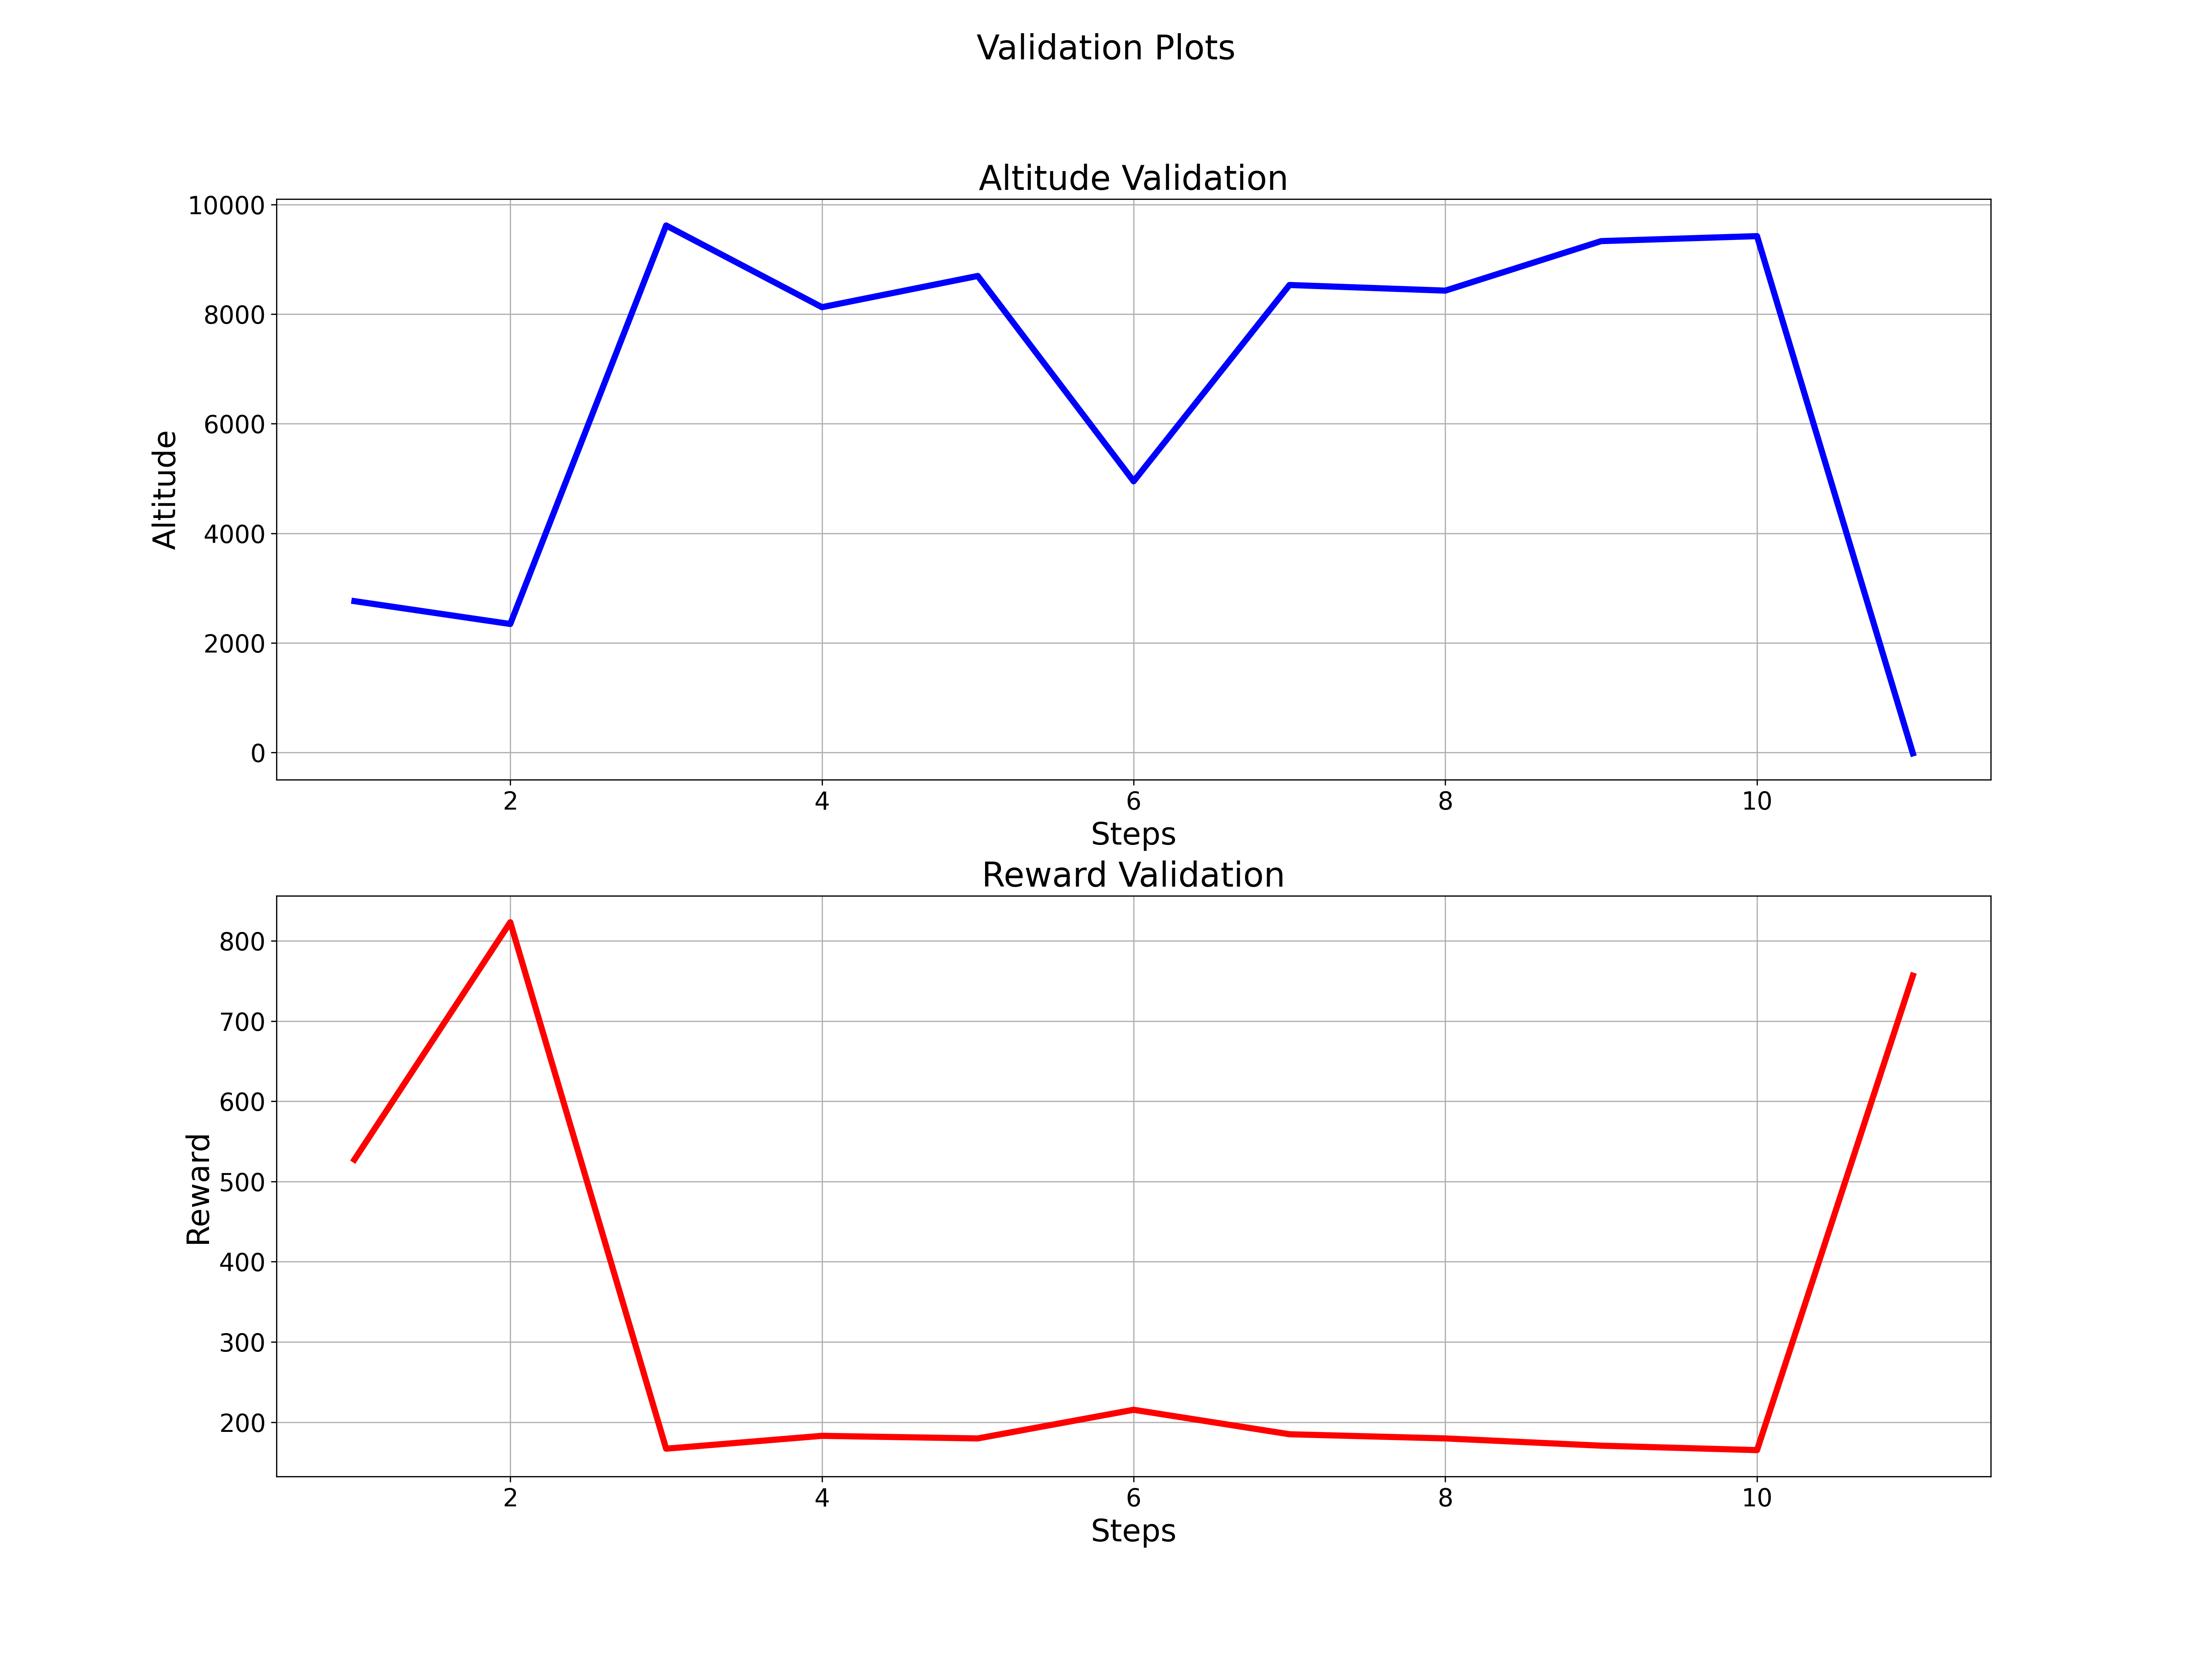 Validation Plots
Altitude Validation
10000
8000
6000
4000
2000
0
Altitude
2 4 6 8 10
Steps
Reward Validation
800
700
600
500
400
300
200
Reward
2 4 6 8 10
Steps